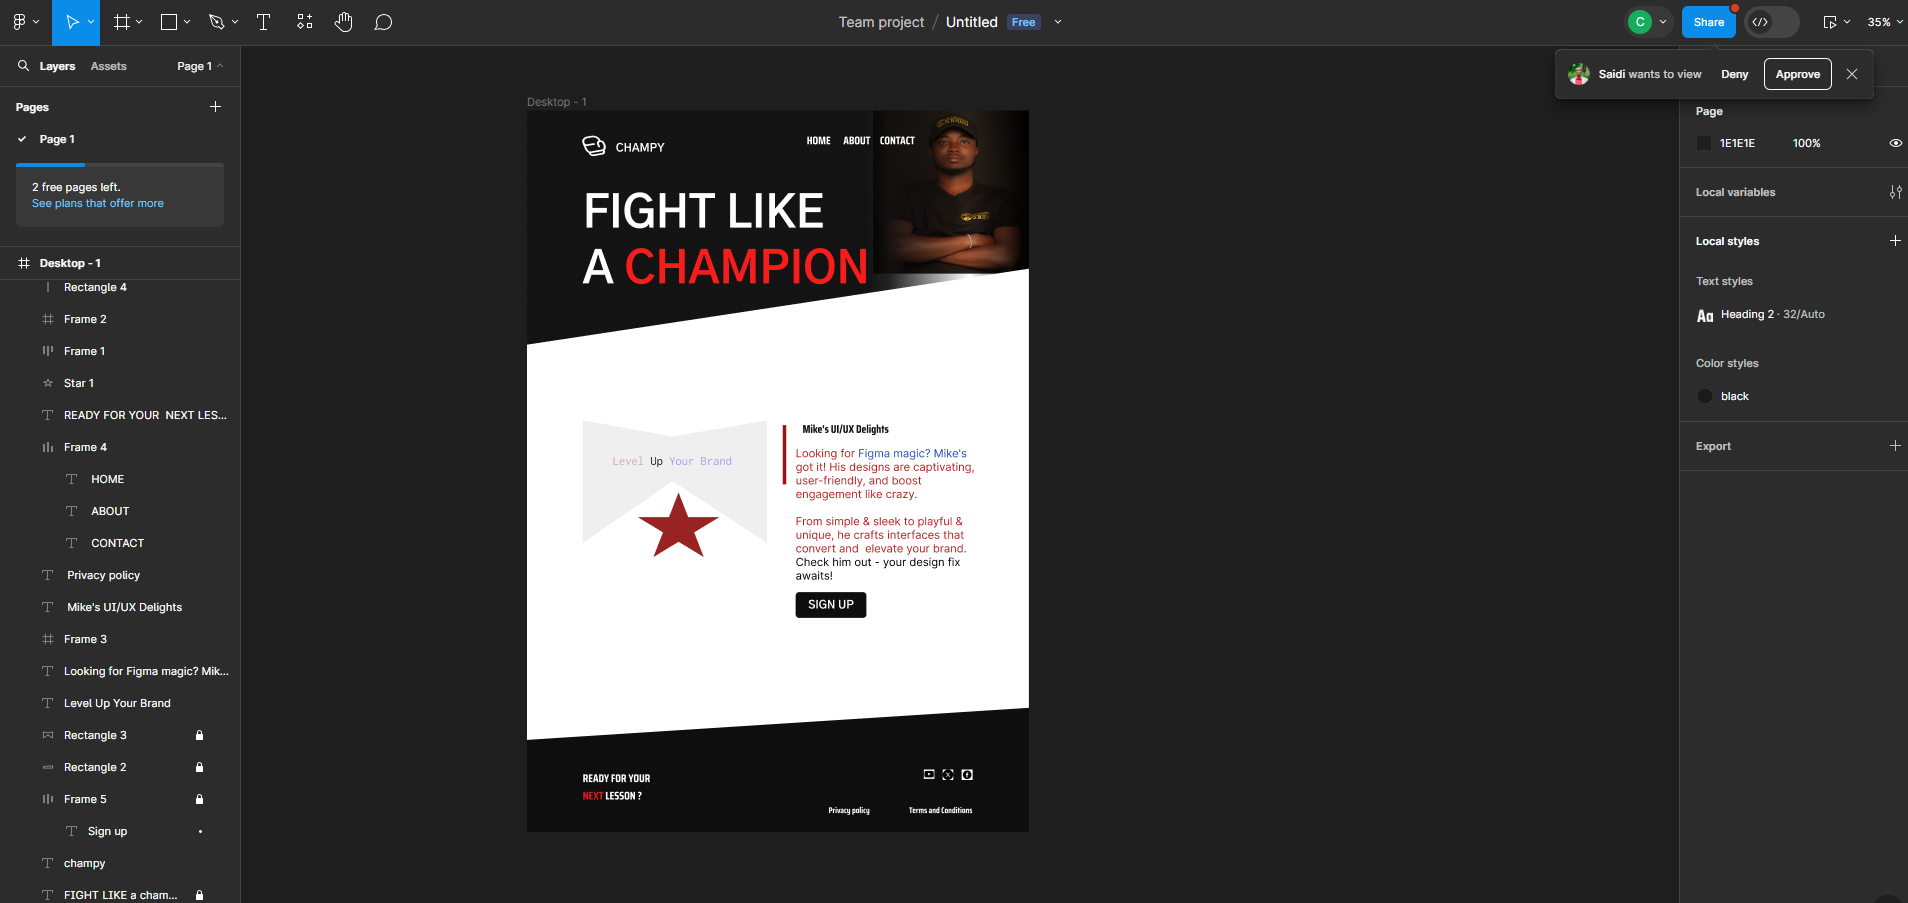 Team project / Untitled Free
C
Share
35%
Layers Assets Page 1
Saidi wants to view Deny Approve
Pages
Page 1
2 free pages left.
See plans that offer more
Desktop - 1
Rectangle 4
Frame 2
Frame 1
Star 1
READY FOR YOUR NEXT LES...
Frame 4
HOME
ABOUT
CONTACT
Privacy policy
Mike's UI/UX Delights
Frame 3
Looking for Figma magic? Mik...
Level Up Your Brand
Rectangle 3
Rectangle 2
Frame 5
Sign up
champy
FIGHT LIKE a cham...
Desktop - 1
CHAMPY
HOME ABOUT CONTACT
FIGHT LIKE
A CHAMPION
Level Up Your Brand
Mike's UI/UX Delights
Looking for Figma magic? Mike's
got it! His designs are captivating,
user-friendly, and boost
engagement like crazy.
From simple & sleek to playful &
unique, he crafts interfaces that
convert and elevate your brand.
Check him out - your design fix
awaits!
SIGN UP
READY FOR YOUR
NEXT LESSON ?
Privacy policy
Terms and Conditions
Page
1E1E1E 100%
Local variables
Local styles
Text styles
Aa Heading 2 · 32/Auto
Color styles
black
Export